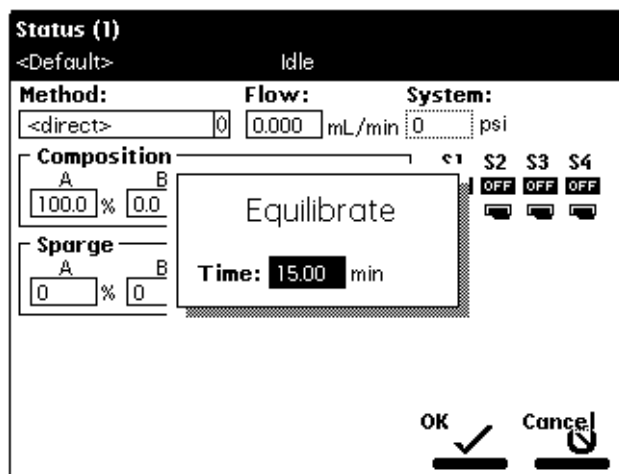 Status (1)
<Default> Idle
Method: Flow: System:
<direct> 0 0.000 mL/min 0 psi
Composition S2 S3 S4
A B OFF OFF OFF
100.0 % 0.0
Equilibrate
Sparge
A B
Time: 15.00 min
0 % 0
OK Cancel